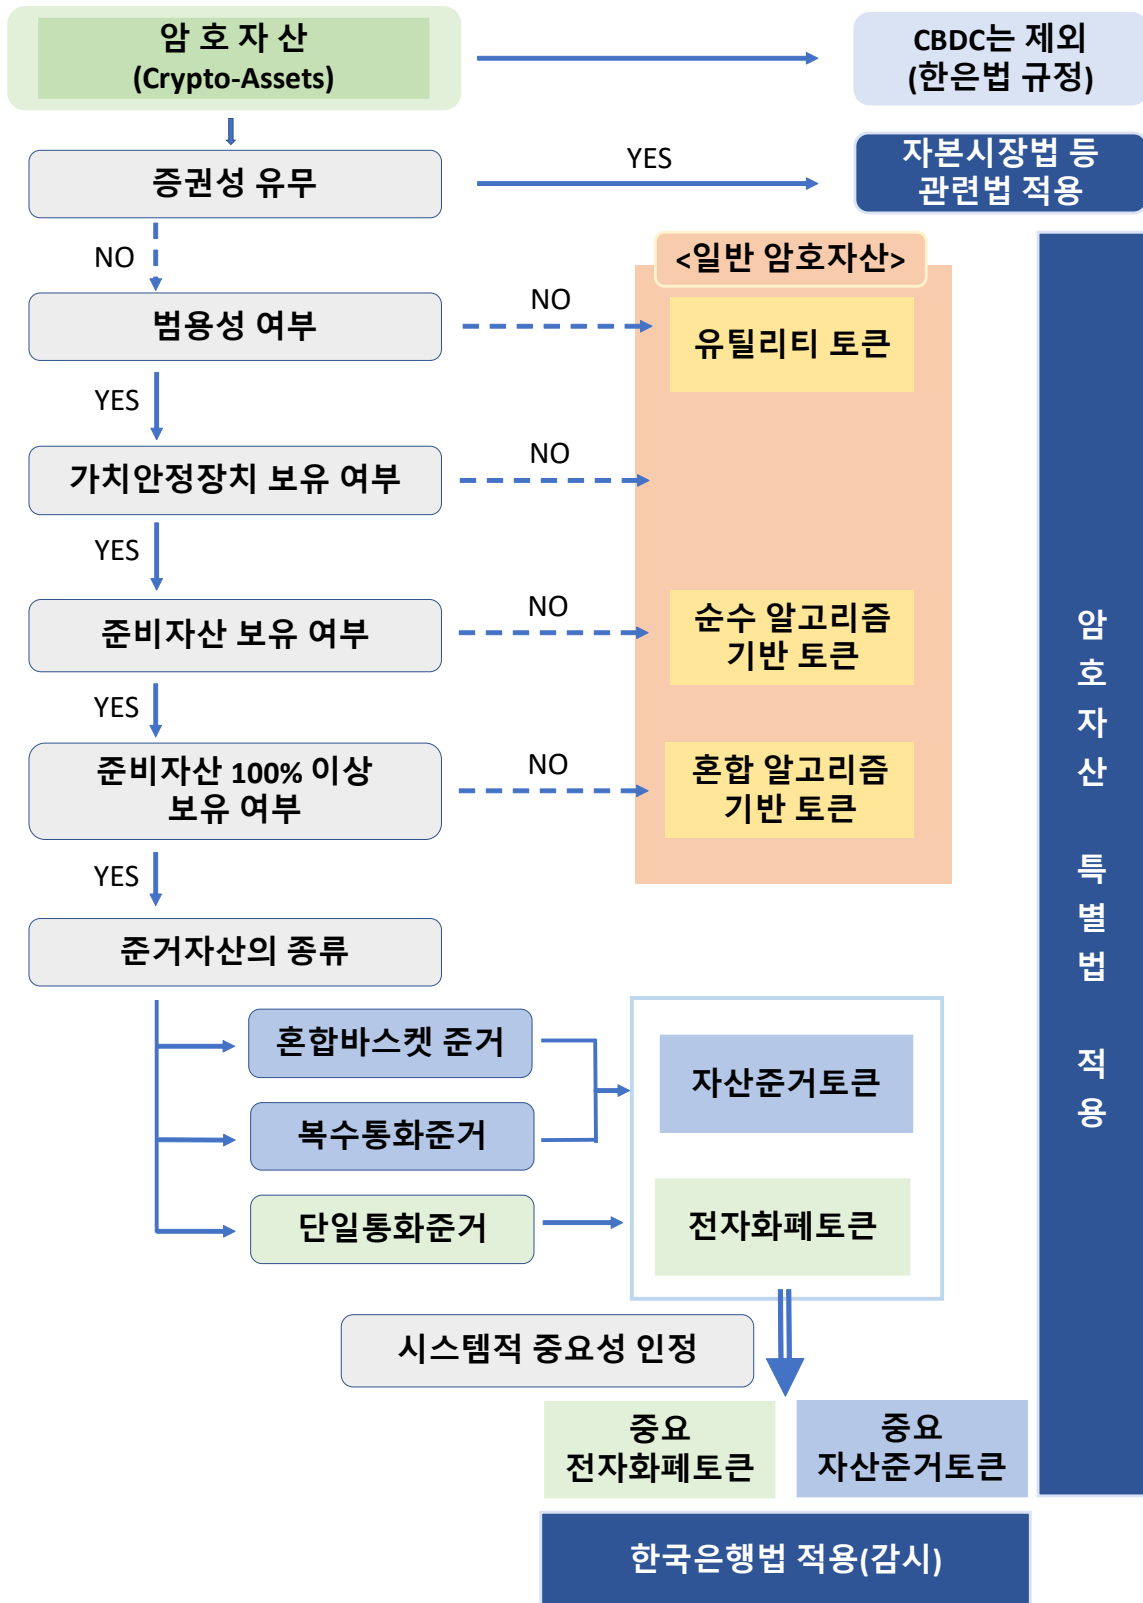 암 호 자 산
(Crypto-Assets)
CBDC는 제외
(한은법 규정)
증권성 유무
YES
자본시장법 등
관련법 적용
NO
<일반 암호자산>
범용성 여부
NO
유틸리티 토큰
YES
가치안정장치 보유 여부
NO
YES
준비자산 보유 여부
NO
순수 알고리즘
기반 토큰
YES
준비자산 100% 이상
보유 여부
NO
혼합 알고리즘
기반 토큰
YES
준거자산의 종류
혼합바스켓 준거
복수통화준거
자산준거토큰
단일통화준거
전자화폐토큰
시스템적 중요성 인정
중요
전자화폐토큰
중요
자산준거토큰
한국은행법 적용(감시)
암
호
자
산
특
별
법
적
용